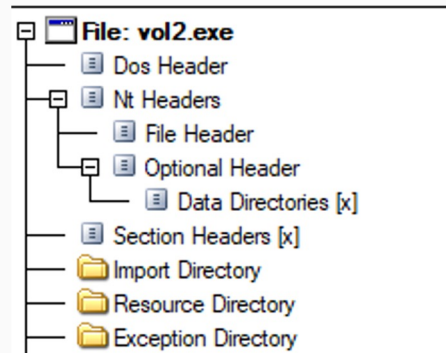 File: vol2.exe
Dos Header
Nt Headers
File Header
Optional Header
Data Directories [x]
Section Headers [x]
Import Directory
Resource Directory
Exception Directory